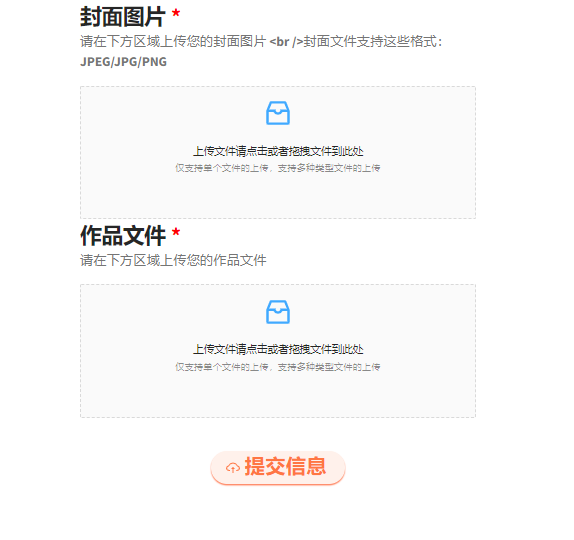 封面图片 *
请在下方区域上传您的封面图片 <br />封面文件支持这些格式：
JPEG/JPG/PNG
上传文件请点击或者拖拽文件到此处
仅支持单个文件的上传，支持多种类型文件的上传
作品文件 *
请在下方区域上传您的作品文件
上传文件请点击或者拖拽文件到此处
仅支持单个文件的上传，支持多种类型文件的上传
提交信息